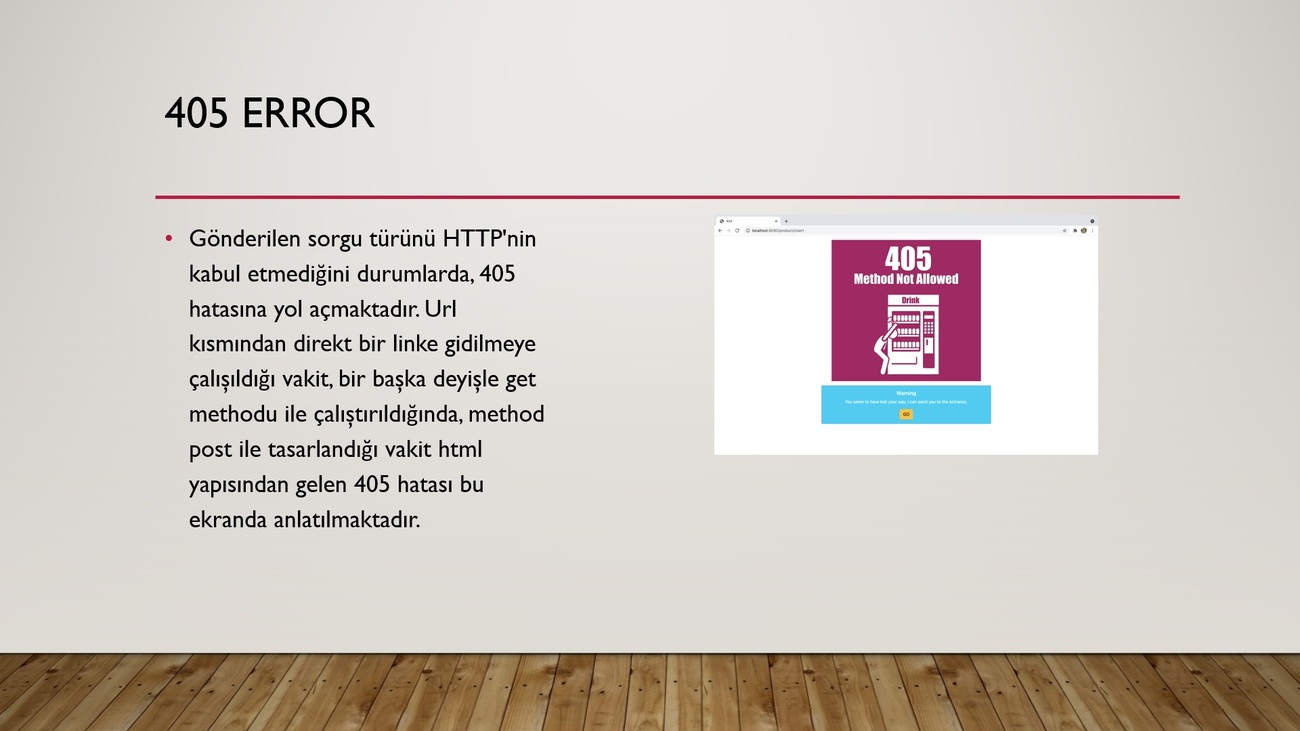 405 ERROR
• Gönderilen sorgu türünü HTTP'nin
kabul etmediğini durumlarda, 405
hatasına yol açmaktadır. Url
kısmından direkt bir linke gidilmeye
çalışıldığı vakit, bir başka deyişle get
methodu ile çalıştırıldığında, method
post ile tasarlandığı vakit html
yapısından gelen 405 hatası bu
ekranda anlatılmaktadır.
405
Method Not Allowed
Drink
Warning
You seem to have lost your way. I can point you to the entrance.
GO